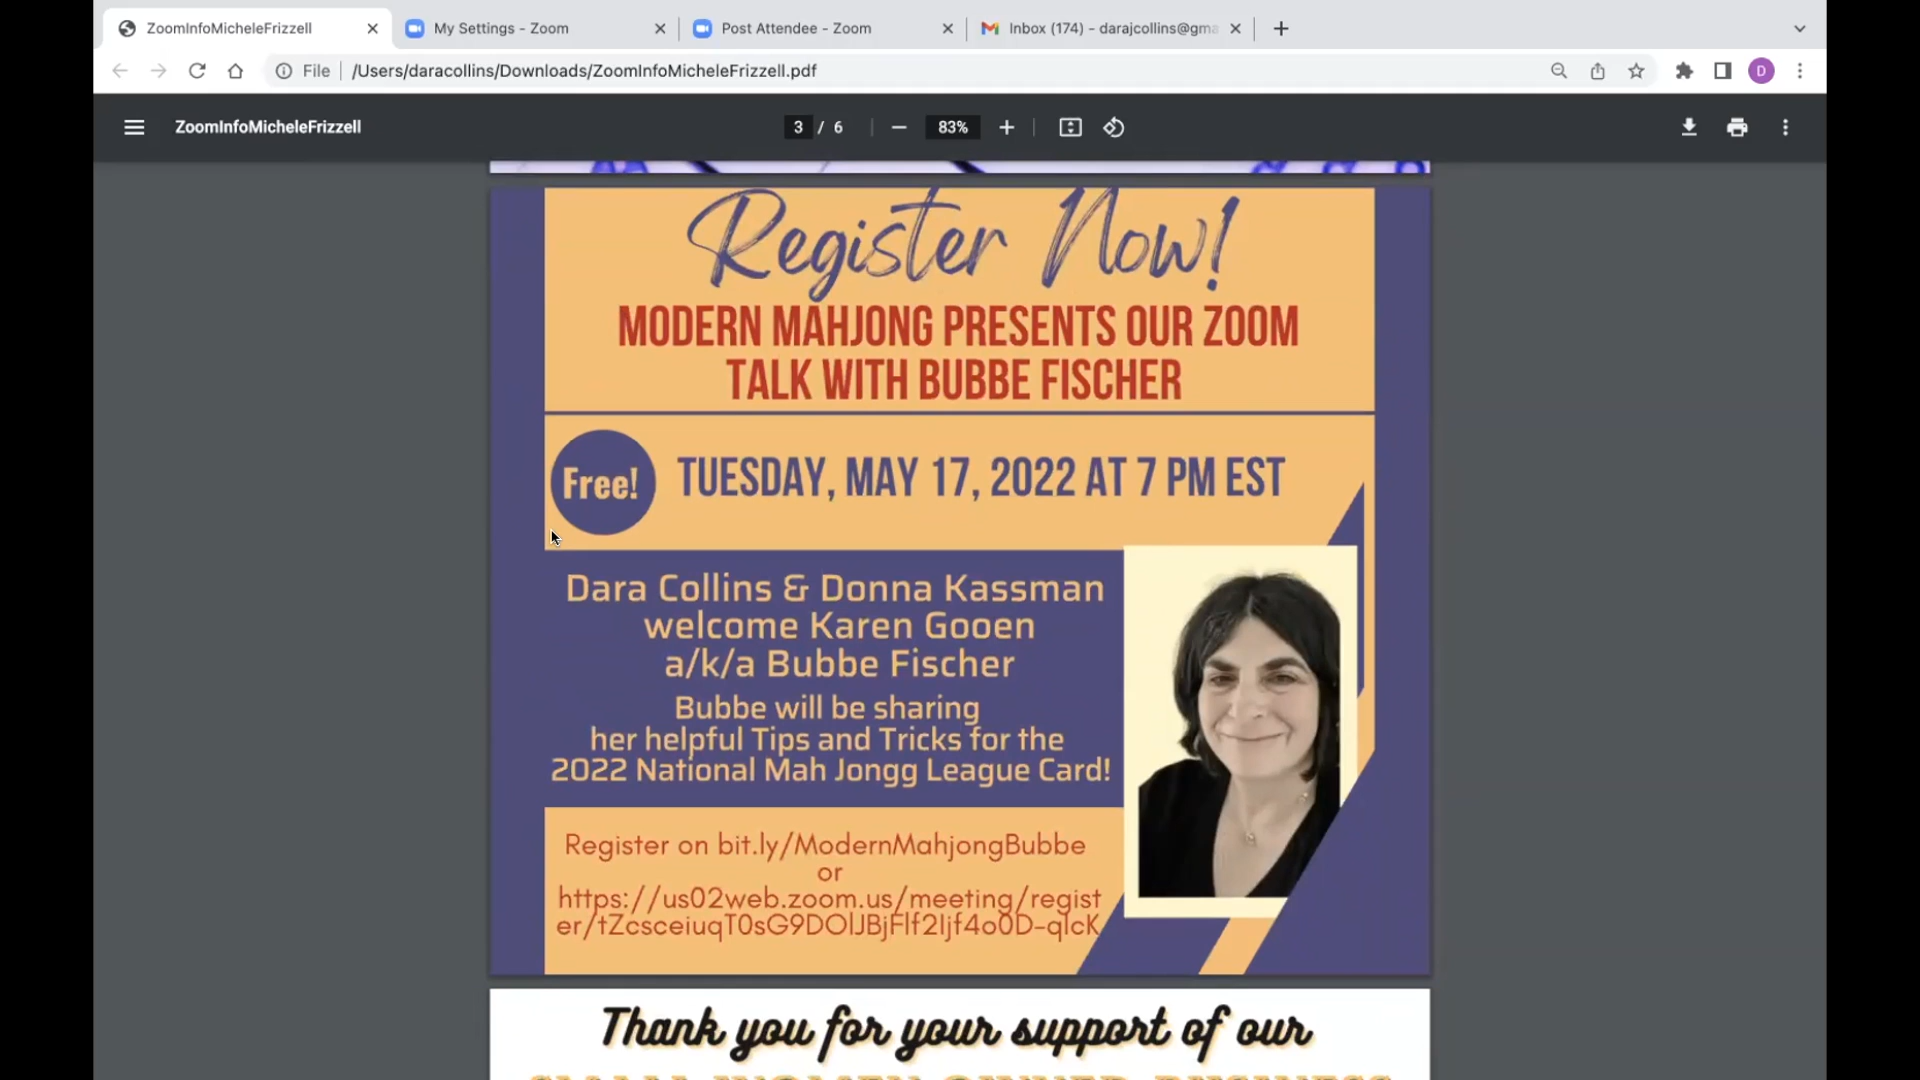 ZoomInfoMicheleFrizzell
My Settings - Zoom
Post Attendee - Zoom
Inbox (174) - darajcollins@gma
File
/Users/daracollins/Downloads/ZoomInfoMicheleFrizzell.pdf
D
ZoomInfoMicheleFrizzell
3 / 6
83%
Register Now!
MODERN MAHJONG PRESENTS OUR ZOOM
TALK WITH BUBBE FISCHER
Free!
TUESDAY, MAY 17, 2022 AT 7 PM EST
Dara Collins & Donna Kassman
welcome Karen Gooen
a/k/a Bubbe Fischer
Bubbe will be sharing
her helpful Tips and Tricks for the
2022 National Mah Jongg League Card!
Register on bit.ly/ModernMahjongBubbe
or
https://us02web.zoom.us/meeting/regist
Thank you for your support of our